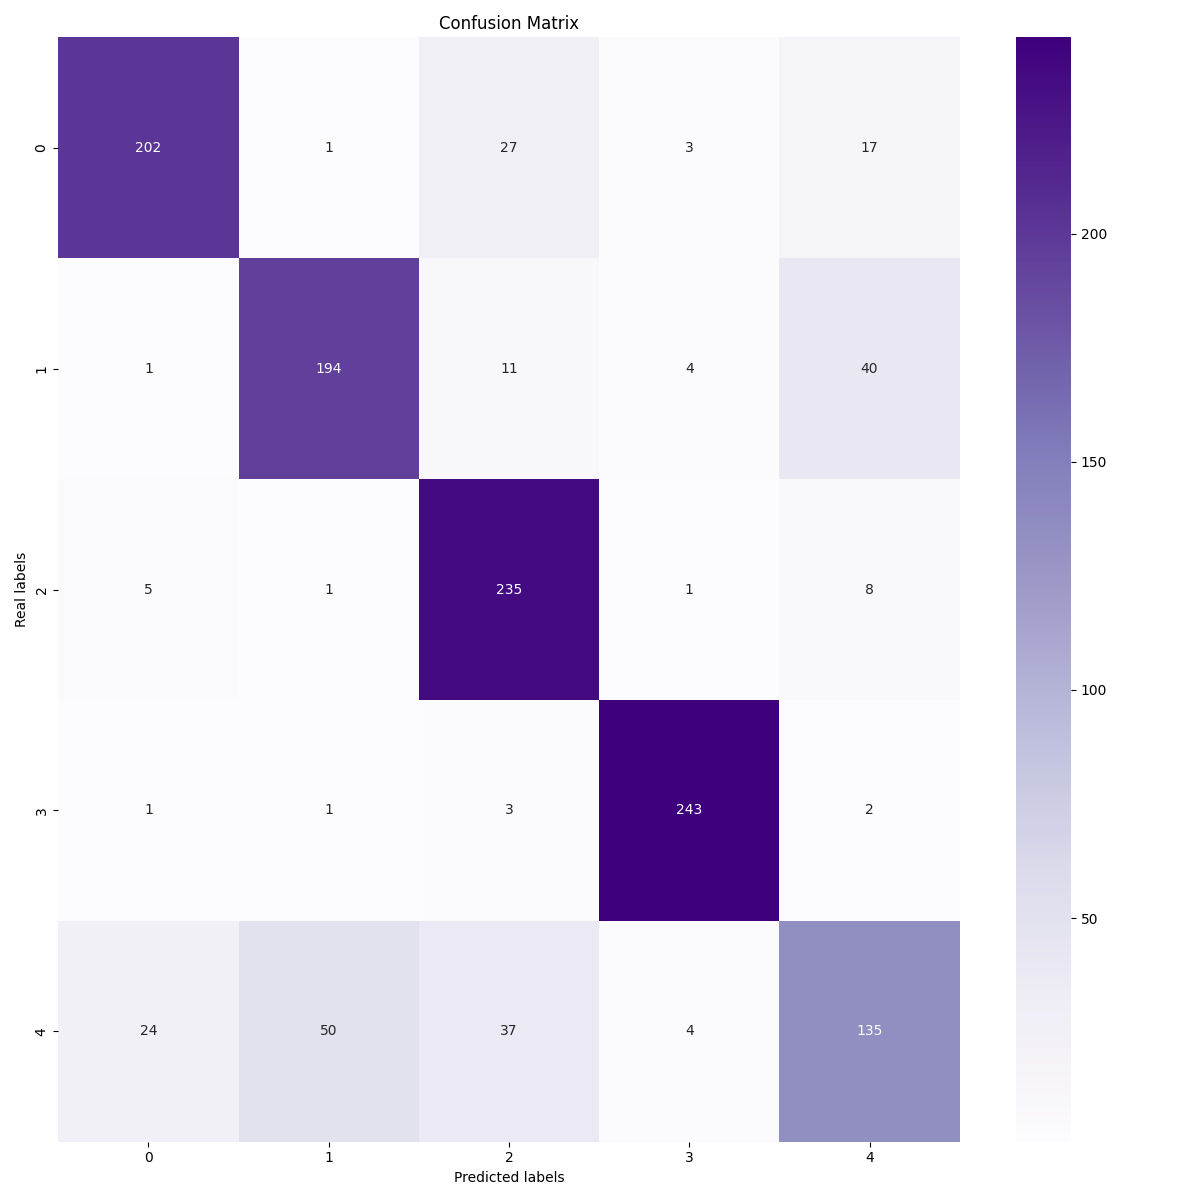 Confusion Matrix
0 202 1 27 3 17
1 1 194 11 4 40
2 5 1 235 1 8
3 1 1 3 243 2
4 24 50 37 4 135
0 1 2 3 4
Predicted labels
Real labels
200
150
100
50